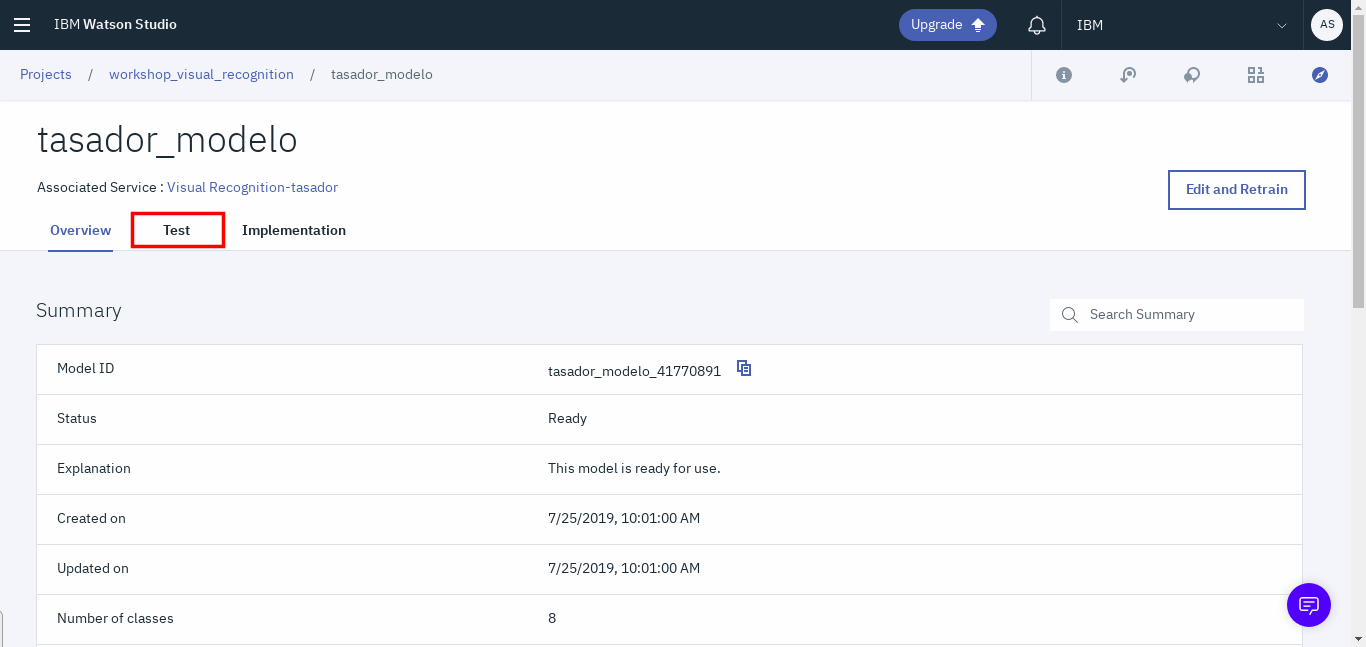 IBM Watson Studio
Upgrade
IBM
AS
Projects / workshop_visual_recognition / tasador_modelo
tasador_modelo
Associated Service : Visual Recognition-tasador
Edit and Retrain
Overview Test Implementation
Summary
Search Summary
Model ID tasador_modelo_41770891
Status Ready
Explanation This model is ready for use.
Created on 7/25/2019, 10:01:00 AM
Updated on 7/25/2019, 10:01:00 AM
Number of classes 8